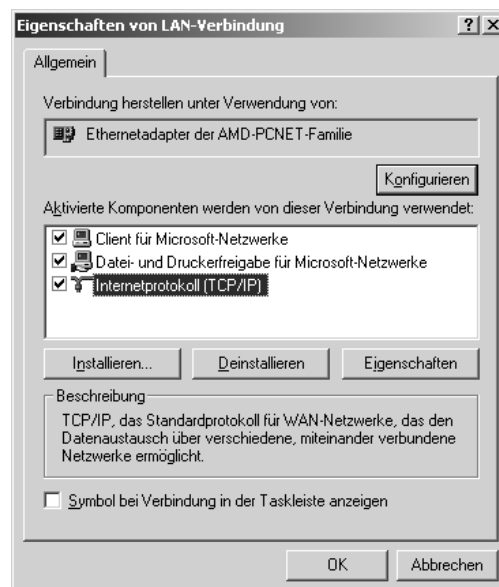 Eigenschaften von LAN-Verbindung
Allgemein
Verbindung herstellen unter Verwendung von:
Ethernetadapter der AMD-PCNET-Familie
Konfigurieren
Aktivierte Komponenten werden von dieser Verbindung verwendet:
Client für Microsoft-Netzwerke
Datei- und Druckerfreigabe für Microsoft-Netzwerke
Internetprotokoll (TCP/IP)
Installieren... Deinstallieren Eigenschaften
Beschreibung
TCP/IP, das Standardprotokoll für WAN-Netzwerke, das den
Datenaustausch über verschiedene, miteinander verbundene
Netzwerke ermöglicht.
Symbol bei Verbindung in der Taskleiste anzeigen
OK Abbrechen